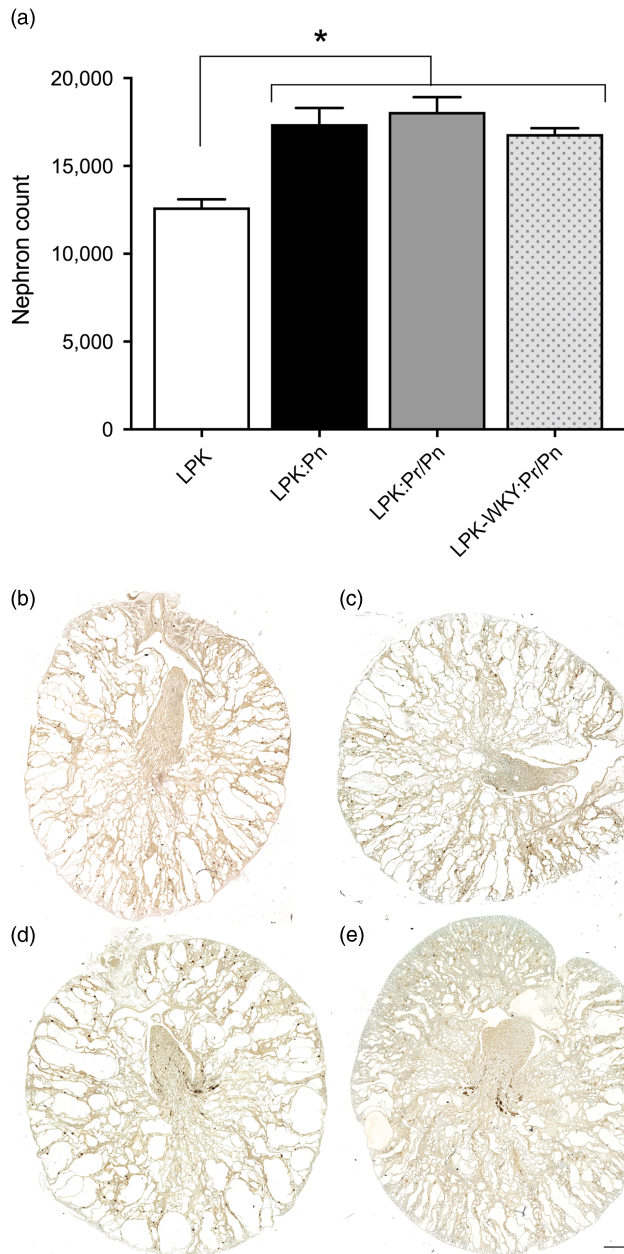 (a)
*
20,000
15,000
10,000
5,000
0
Nephron count
LPK
LPK:Pn
LPK:Pr/Pn
LPK-WKY:Pr/Pn
(b)
(c)
(d)
(e)